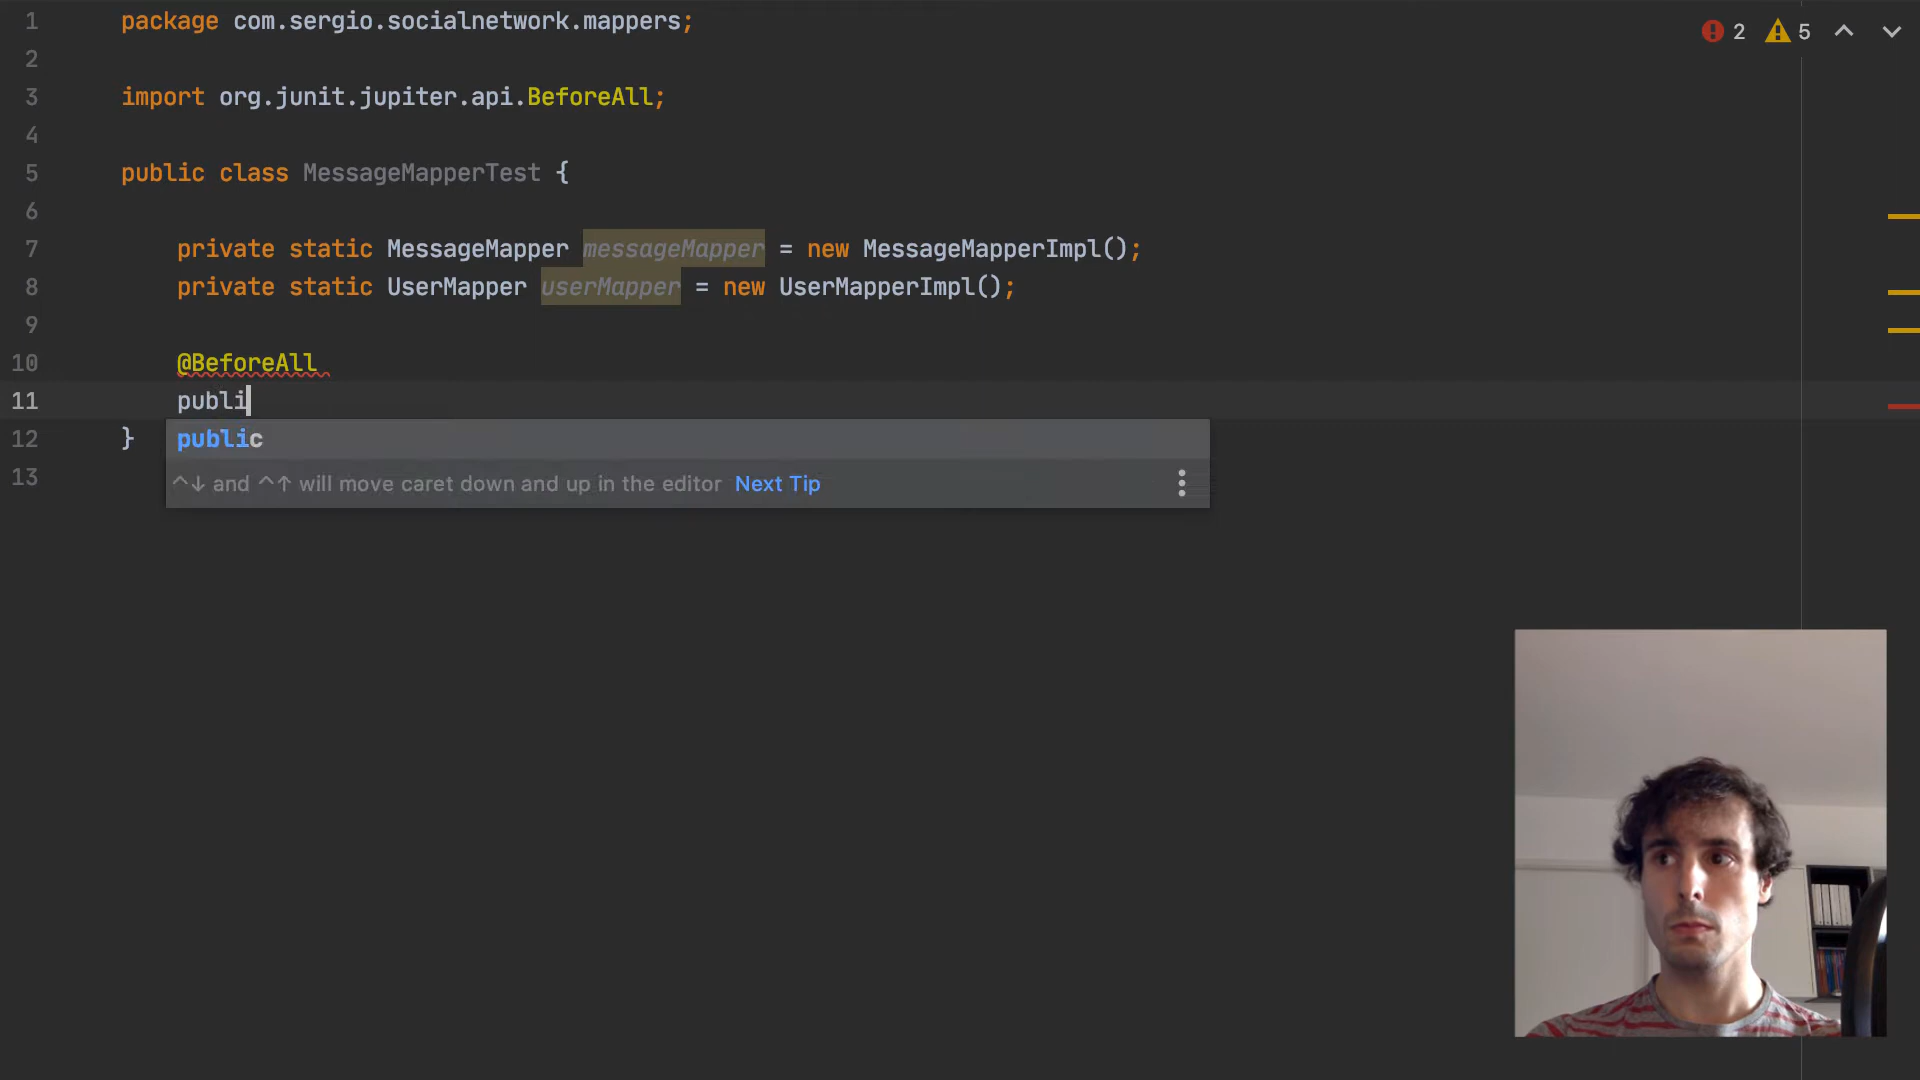 1 package com.sergio.socialnetwork.mappers;
2
3 import org.junit.jupiter.api.BeforeAll;
4
5 public class MessageMapperTest {
6
7 private static MessageMapper messageMapper = new MessageMapperImpl();
8 private static UserMapper userMapper = new UserMapperImpl();
9
10 @BeforeAll
11 publi
12 }
13
public
^↓ and ^↑ will move caret down and up in the editor Next Tip
2 5